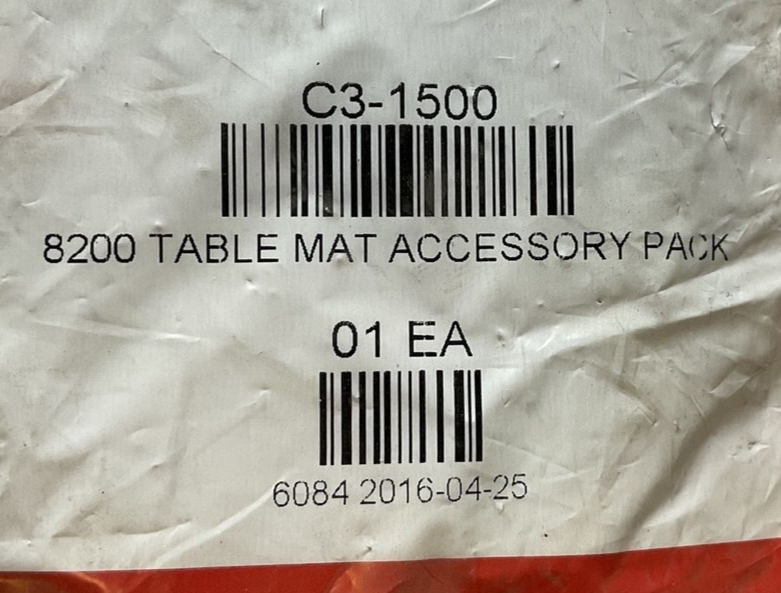 C3-1500
8200 TABLE MAT ACCESSORY PACK
01 EA
6084 2016-04-25